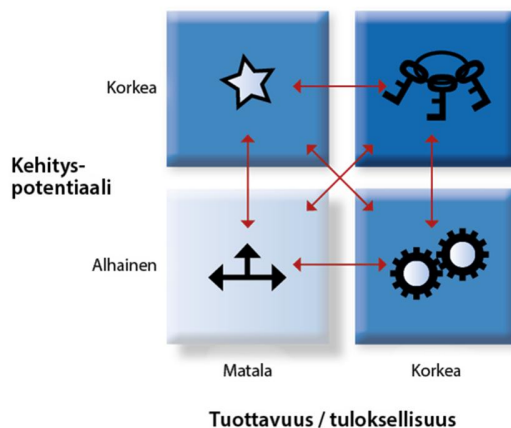 Korkea
Kehitys-
potentiaali
Alhainen
Matala
Korkea
Tuottavuus / tuloksellisuus